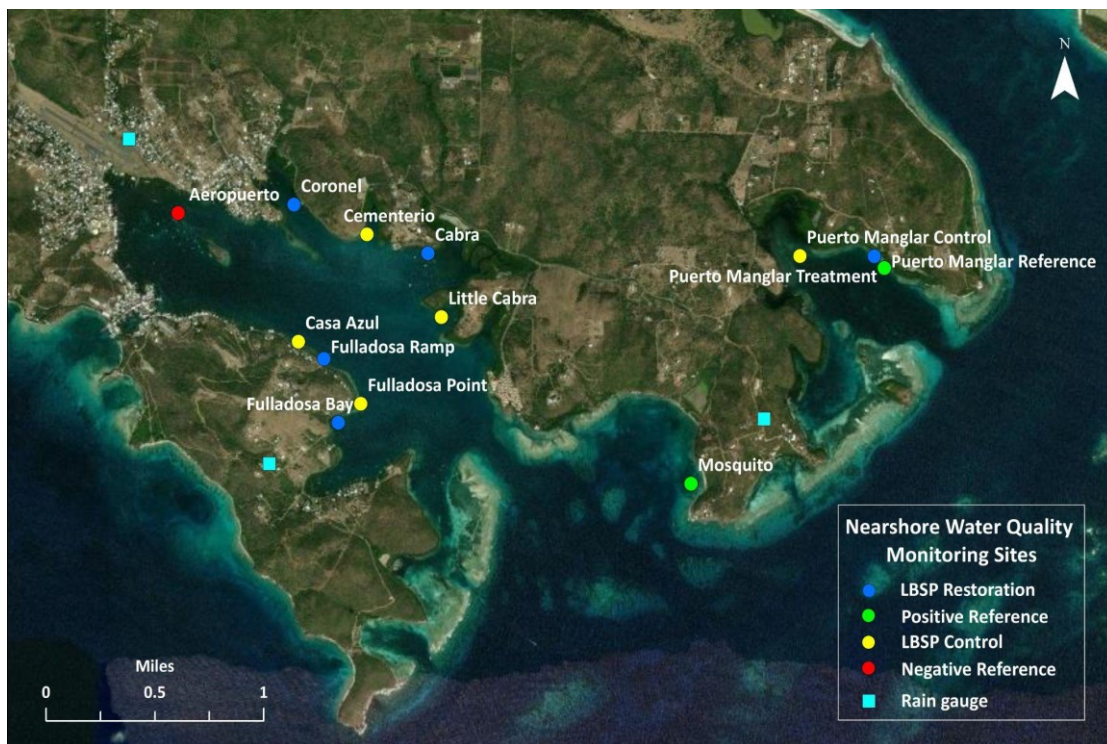 N
Aeropuerto
Coronel
Cementerio
Cabra
Puerto Manglar Control
Puerto Manglar Reference
Puerto Manglar Treatment
Little Cabra
Casa Azul
Fulladosa Ramp
Fulladosa Point
Fulladosa Bay
Mosquito
Nearshore Water Quality
Monitoring Sites
LBSP Restoration
Positive Reference
LBSP Control
Negative Reference
Rain gauge
Miles
0 0.5 1